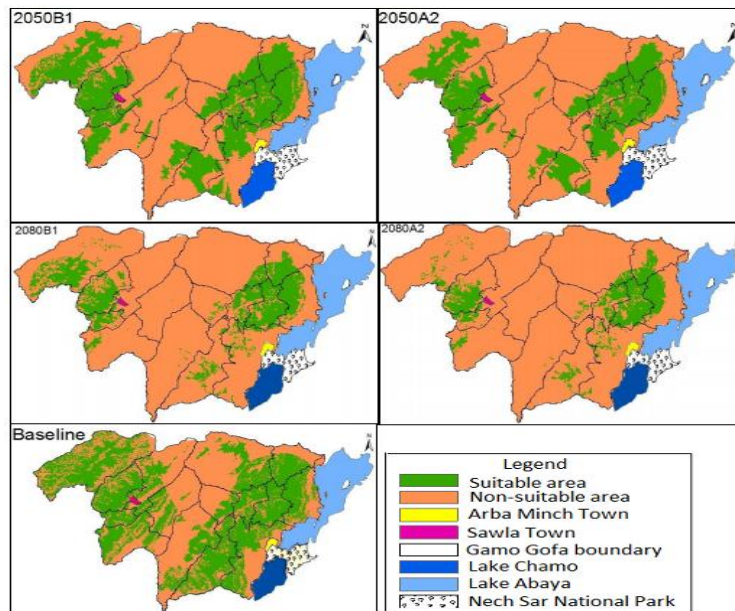 2050B1
2050A2
2080B1
2080A2
Baseline
Legend
Suitable area
Non-suitable area
Arba Minch Town
Sawla Town
Gamo Gofa boundary
Lake Chamo
Lake Abaya
Nech Sar National Park